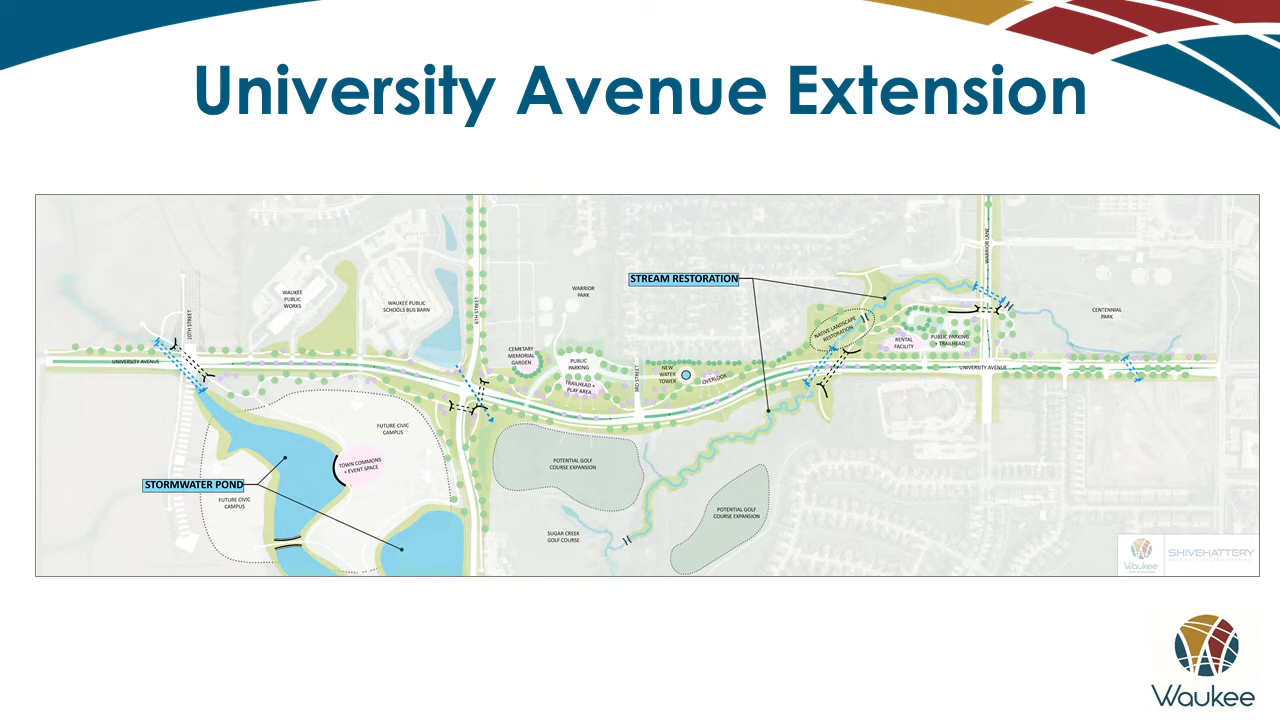 University Avenue Extension
STREAM RESTORATION
WARRIOR LANE
WAUKEE
PUBLIC
WORKS
WAUKEE PUBLIC
SCHOOLS BUS BARN
WARRIOR
PARK
6TH STREET
10TH STREET
CENTENNIAL
PARK
NATIVE LANDSCAPE
RESTORATION
RENTAL
FACILITY
PUBLIC PARKING
+ TRAILHEAD
CEMETARY
MEMORIAL
GARDEN
PUBLIC
PARKING
TRAILHEAD +
PLAY AREA
3RD STREET
NEW
WATER
TOWER
OVERLOOK
UNIVERSITY AVENUE
UNIVERSITY AVENUE
FUTURE CIVIC
CAMPUS
TOWN COMMONS
+ EVENT SPACE
STORMWATER POND
FUTURE CIVIC
CAMPUS
POTENTIAL GOLF
COURSE EXPANSION
POTENTIAL GOLF
COURSE EXPANSION
SUGAR CREEK
GOLF COURSE
Waukee
SHIVEHATTERY
Waukee